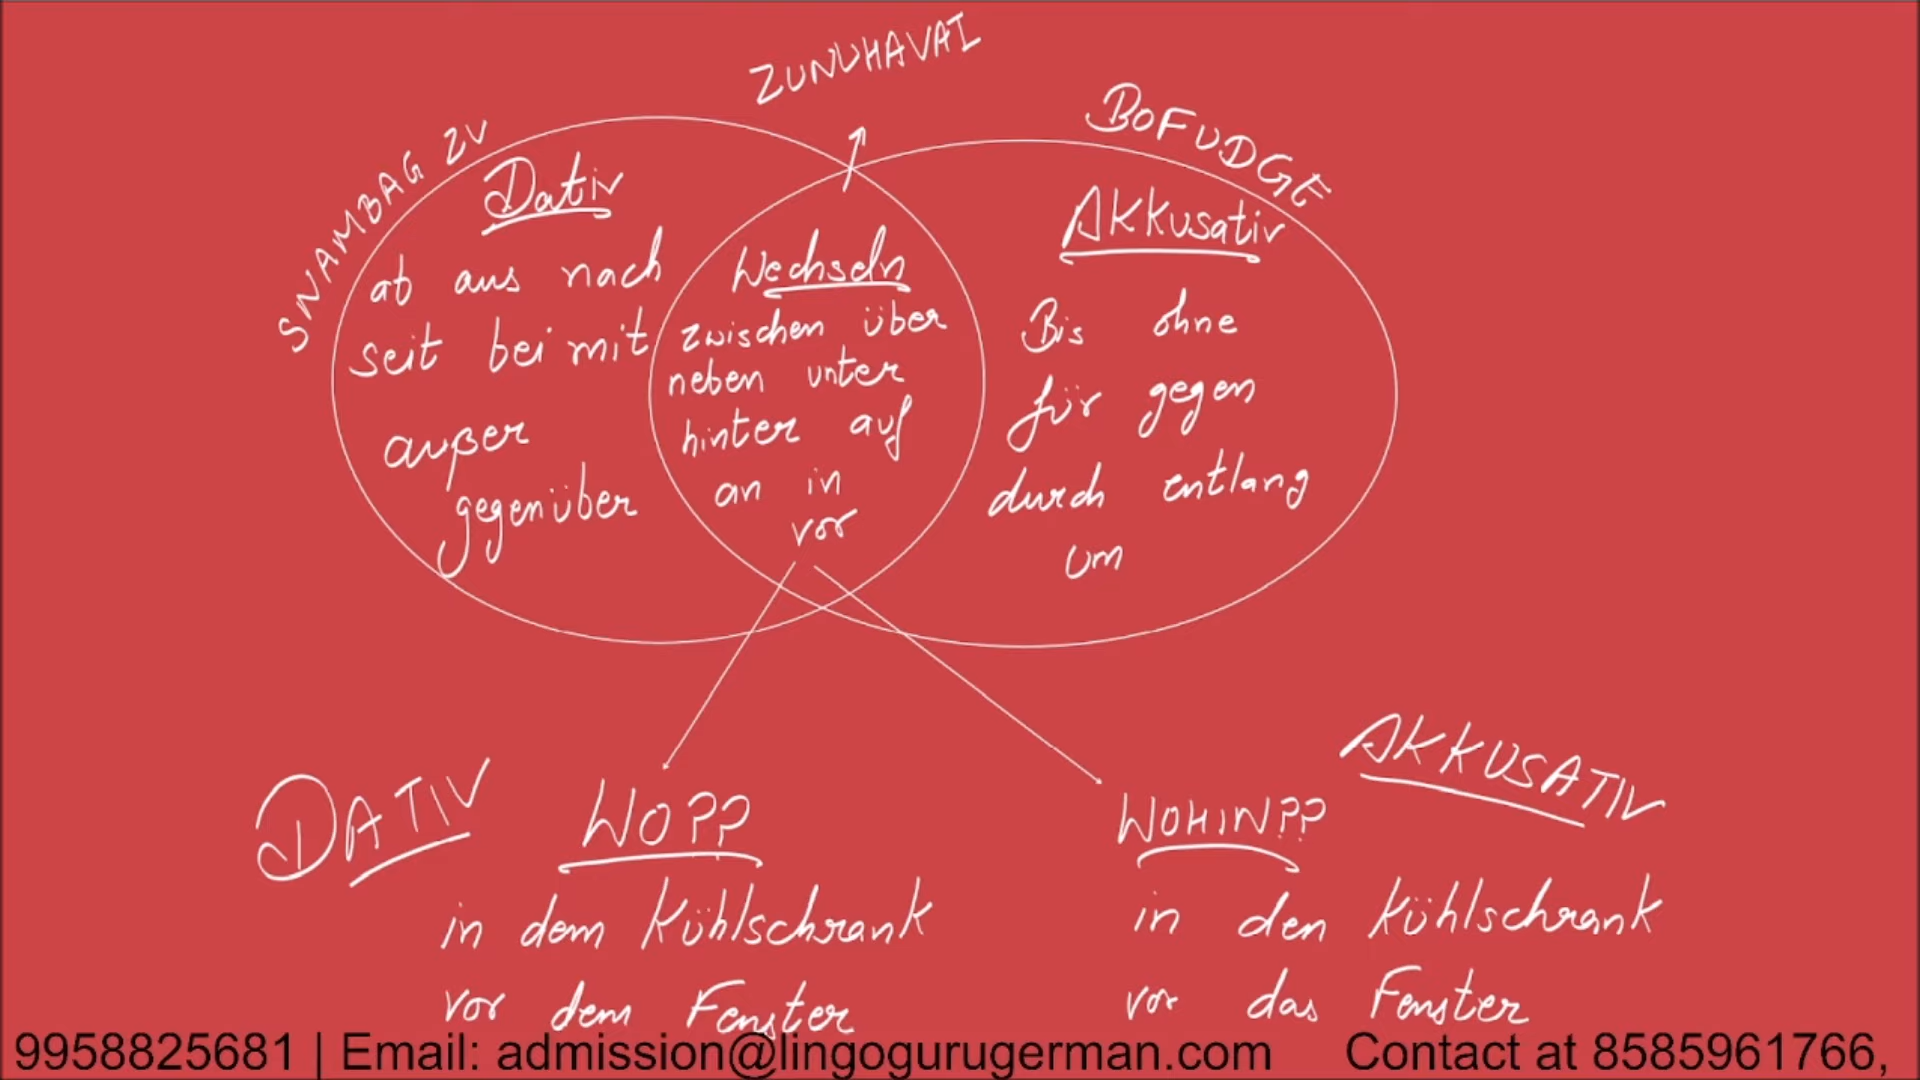 ZUNUHAVAI
SNAMBAG ZU
BOFUDGE
Dativ
ab aus nach
seit bei mit
außer
gegenüber
Wechseln
zwischen über
neben unter
hinter auf
an in
vor
Akkusativ
Bis ohne
für gegen
durch entlang
um
DATIV
WO??
in dem Kühlschrank
vor dem Fenster
AKKUSATIV
WOHIN??
in den Kühlschrank
vor das Fenster
9958825681 | Email: admission@lingogurugerman.com Contact at 8585961766,